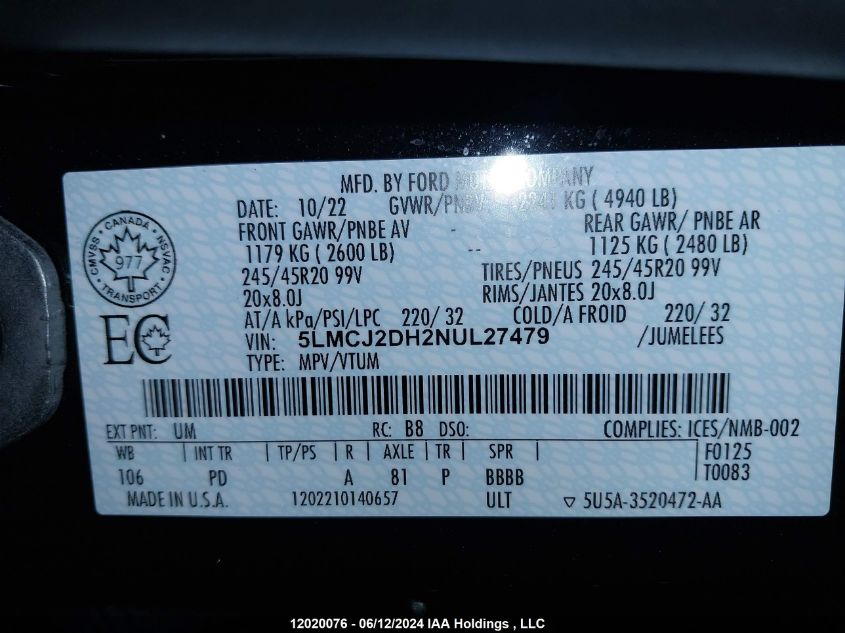 MFD. BY FORD MOTOR COMPANY
DATE: 10/22 GVWR/PNBV KG ( 4940 LB)
FRONT GAWR/PNBE AV - REAR GAWR/ PNBE AR
1179 KG ( 2600 LB) -- 1125 KG ( 2480 LB)
245/45R20 99V TIRES/PNEUS 245/45R20 99V
20x8.0J RIMS/JANTES 20x8.0J
AT/A kPa/PSI/LPC 220/ 32 COLD/A FROID 220/ 32
VIN: 5LMCJ2DH2NUL27479 /JUMELEES
TYPE: MPV/VTUM
CMVSS · CANADA · NSVAC
977
TRANSPORT
EC
EXT PNT: UM RC: B8 DSO: COMPLIES: ICES/NMB-002
WB INT TR TP/PS R AXLE TR SPR F0125
106 PD A 81 P BBBB T0083
MADE IN U.S.A. 1202210140657 ULT ▽ 5U5A-3520472-AA
12020076 - 06/12/2024 IAA Holdings , LLC